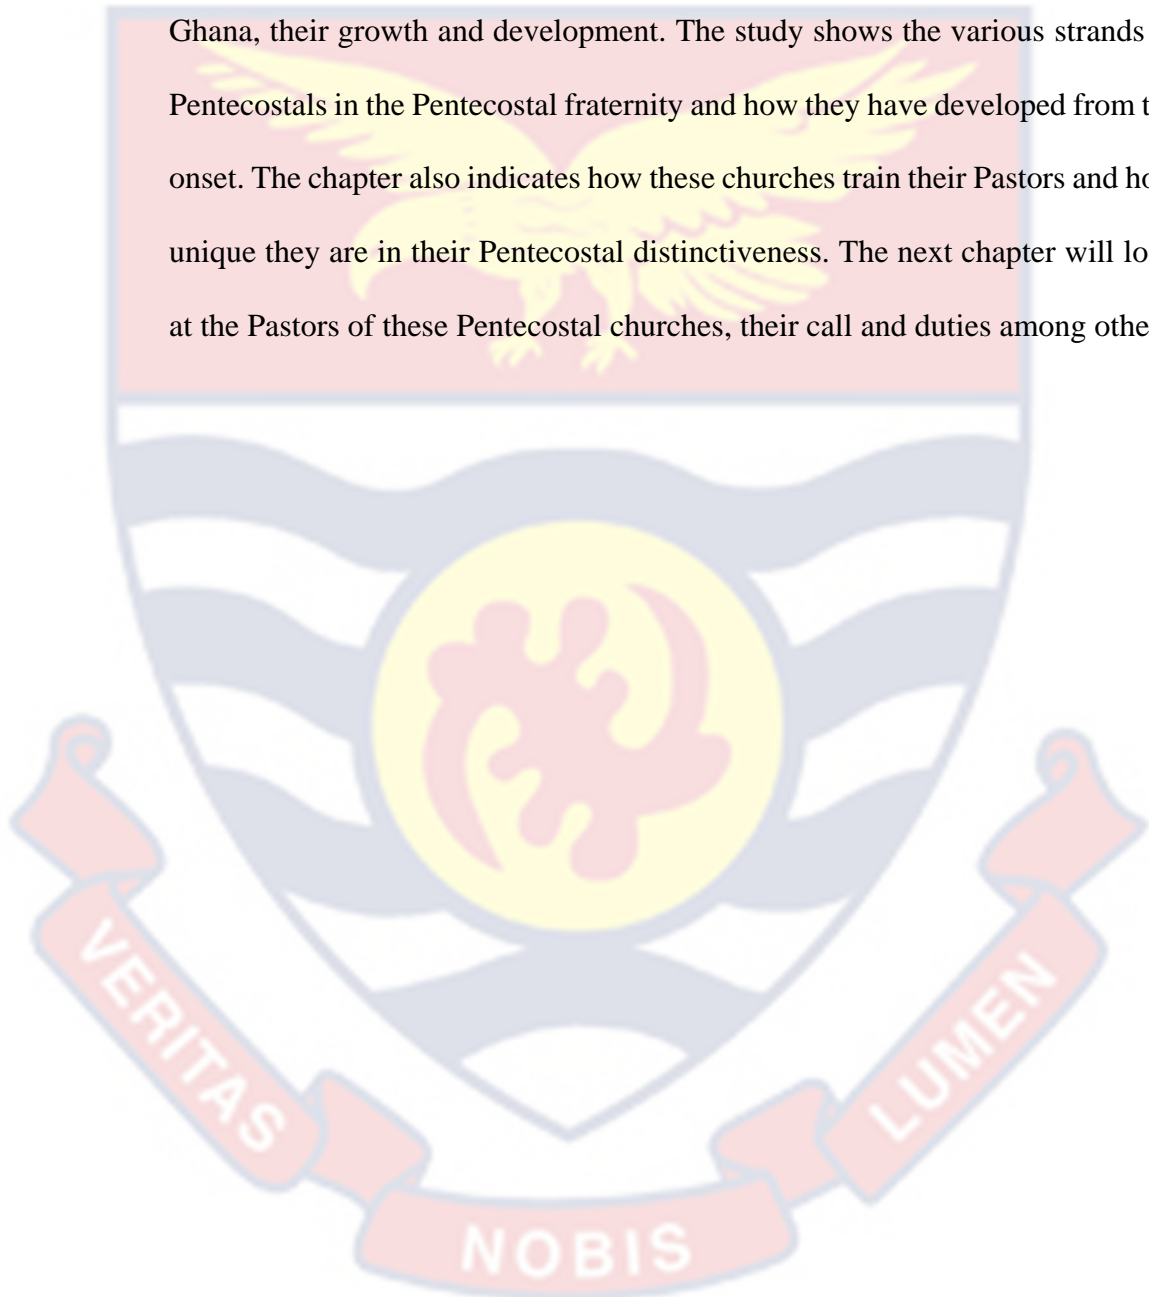 Ghana, their growth and development. The study shows the various strands
Pentecostals in the Pentecostal fraternity and how they have developed from t
onset. The chapter also indicates how these churches train their Pastors and ho
unique they are in their Pentecostal distinctiveness. The next chapter will lo
at the Pastors of these Pentecostal churches, their call and duties among othe
VERITAS
NOBIS
LUMEN